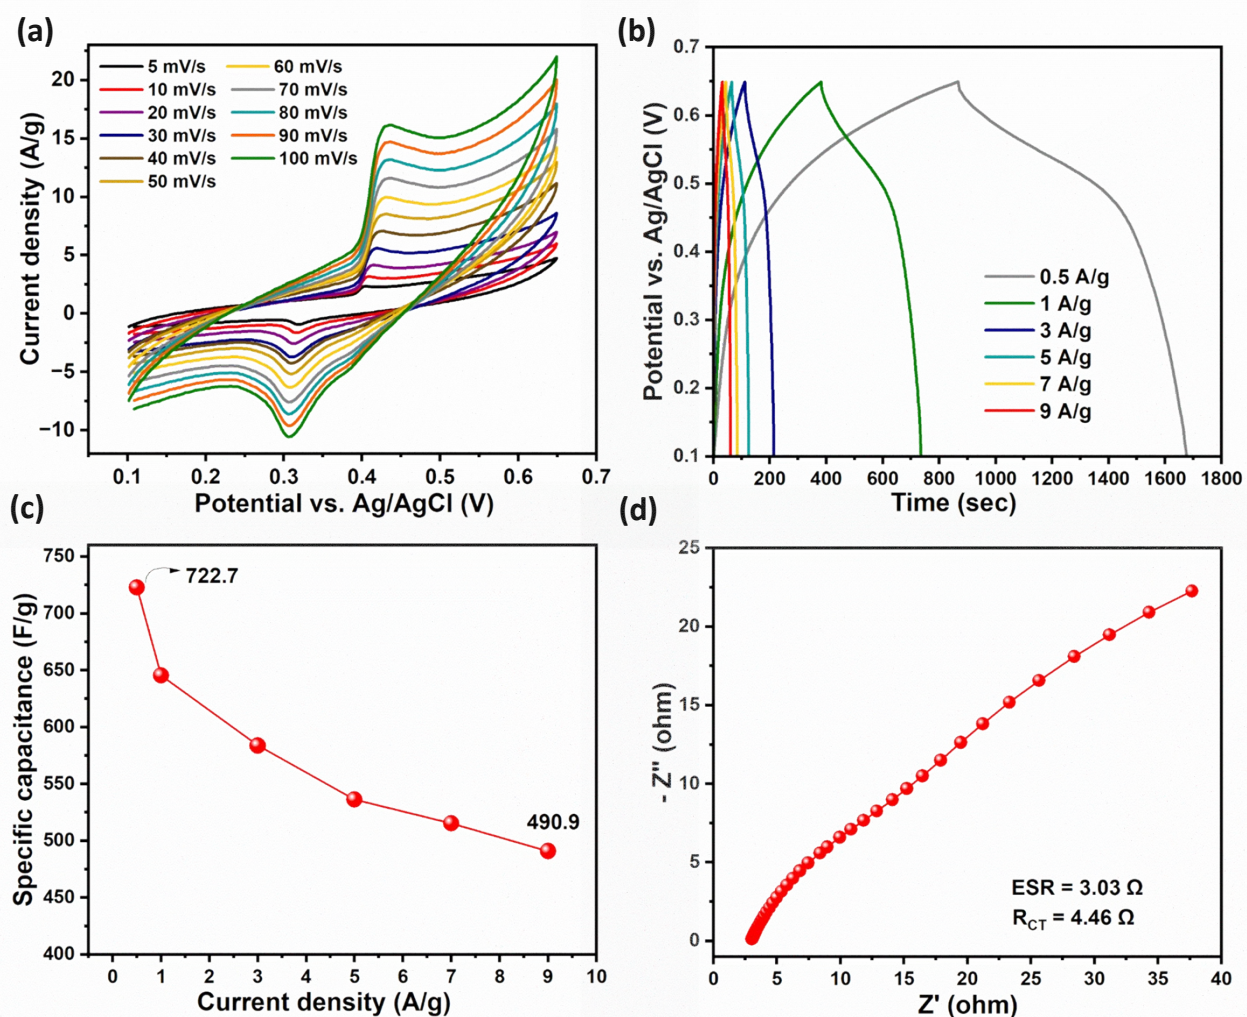 (a)
5 mV/s
10 mV/s
20 mV/s
30 mV/s
40 mV/s
50 mV/s
60 mV/s
70 mV/s
80 mV/s
90 mV/s
100 mV/s
20
15
10
5
0
−5
−10
Current density (A/g)
0.1 0.2 0.3 0.4 0.5 0.6 0.7
Potential vs. Ag/AgCl (V)
(b)
0.7
0.6
0.5
0.4
0.3
0.2
0.1
Potential vs. Ag/AgCl (V)
0.5 A/g
1 A/g
3 A/g
5 A/g
7 A/g
9 A/g
0 200 400 600 800 1000 1200 1400 1600 1800
Time (sec)
(c)
750
700
650
600
550
500
450
400
Specific capacitance (F/g)
722.7
490.9
0 1 2 3 4 5 6 7 8 9 10
Current density (A/g)
(d)
25
20
15
10
5
0
- Z'' (ohm)
ESR = 3.03 Ω
R_CT = 4.46 Ω
0 5 10 15 20 25 30 35 40
Z' (ohm)